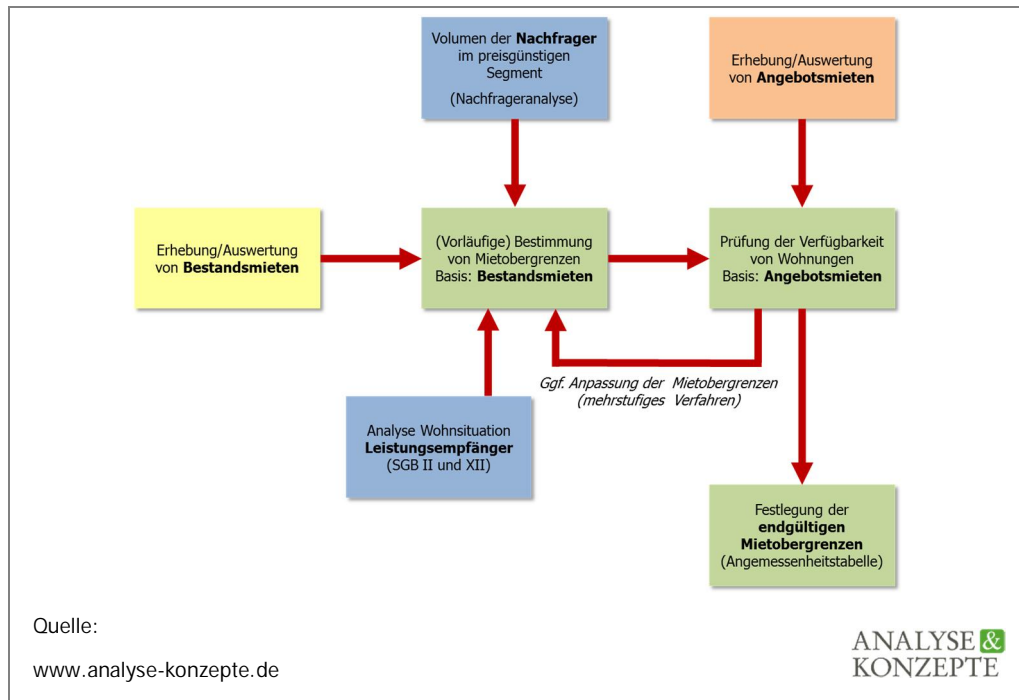 Volumen der Nachfrager
im preisgünstigen
Segment
(Nachfrageranalyse)
Erhebung/Auswertung
von Angebotsmieten
Erhebung/Auswertung
von Bestandsmieten
(Vorläufige) Bestimmung
von Mietobergrenzen
Basis: Bestandsmieten
Prüfung der Verfügbarkeit
von Wohnungen
Basis: Angebotsmieten
Ggf. Anpassung der Mietobergrenzen
(mehrstufiges Verfahren)
Analyse Wohnsituation
Leistungsempfänger
(SGB II und XII)
Festlegung der
endgültigen
Mietobergrenzen
(Angemessenheitstabelle)
Quelle:
www.analyse-konzepte.de
ANALYSE &
KONZEPTE